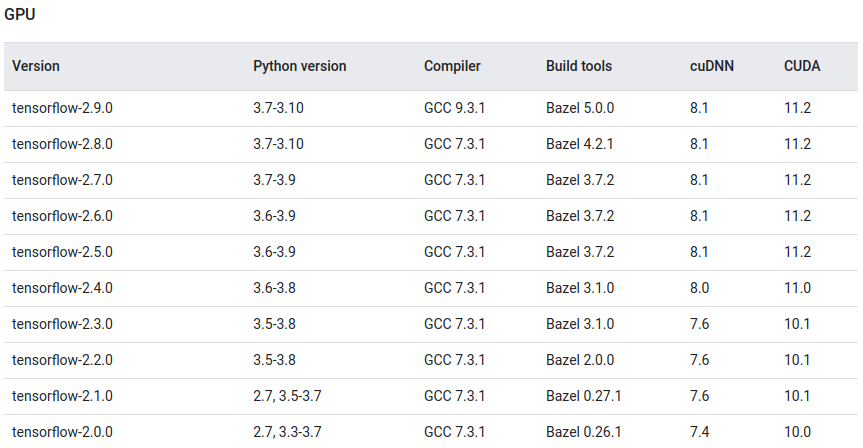 GPU
Version Python version Compiler Build tools cuDNN CUDA
tensorflow-2.9.0 3.7-3.10 GCC 9.3.1 Bazel 5.0.0 8.1 11.2
tensorflow-2.8.0 3.7-3.10 GCC 7.3.1 Bazel 4.2.1 8.1 11.2
tensorflow-2.7.0 3.7-3.9 GCC 7.3.1 Bazel 3.7.2 8.1 11.2
tensorflow-2.6.0 3.6-3.9 GCC 7.3.1 Bazel 3.7.2 8.1 11.2
tensorflow-2.5.0 3.6-3.9 GCC 7.3.1 Bazel 3.7.2 8.1 11.2
tensorflow-2.4.0 3.6-3.8 GCC 7.3.1 Bazel 3.1.0 8.0 11.0
tensorflow-2.3.0 3.5-3.8 GCC 7.3.1 Bazel 3.1.0 7.6 10.1
tensorflow-2.2.0 3.5-3.8 GCC 7.3.1 Bazel 2.0.0 7.6 10.1
tensorflow-2.1.0 2.7, 3.5-3.7 GCC 7.3.1 Bazel 0.27.1 7.6 10.1
tensorflow-2.0.0 2.7, 3.3-3.7 GCC 7.3.1 Bazel 0.26.1 7.4 10.0